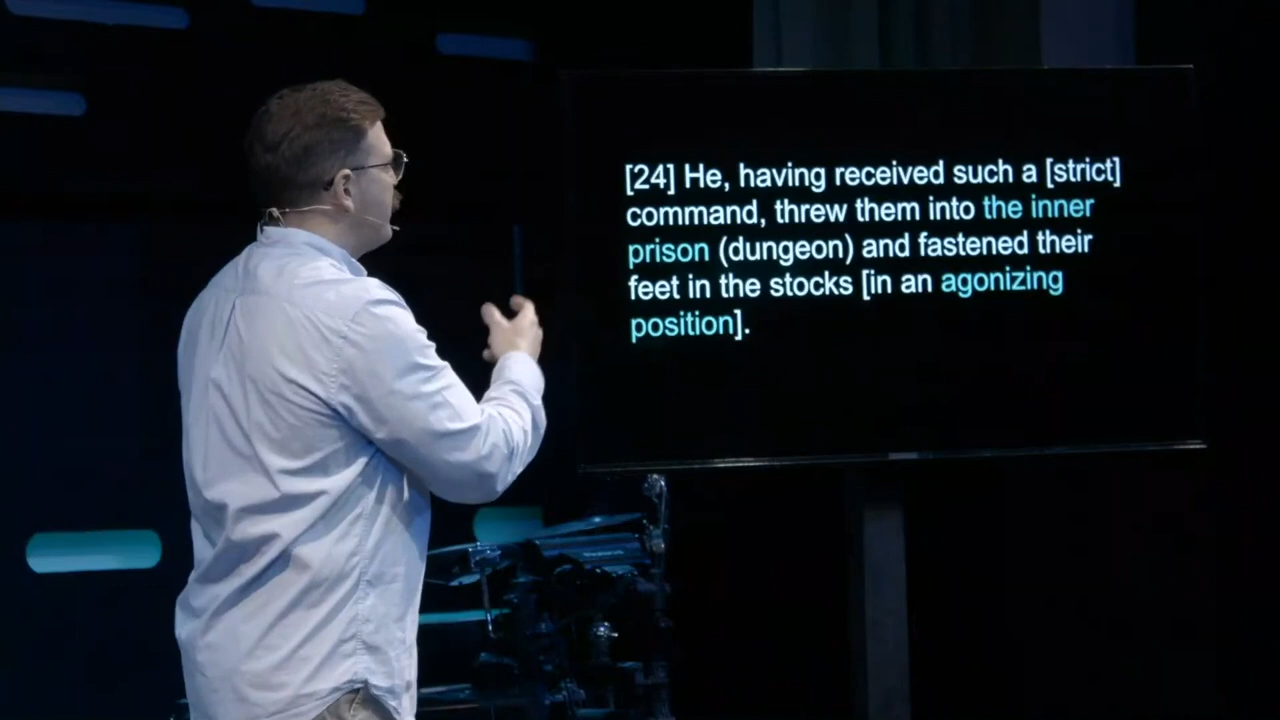 [24] He, having received such a [strict]
command, threw them into the inner
prison (dungeon) and fastened their
feet in the stocks [in an agonizing
position].